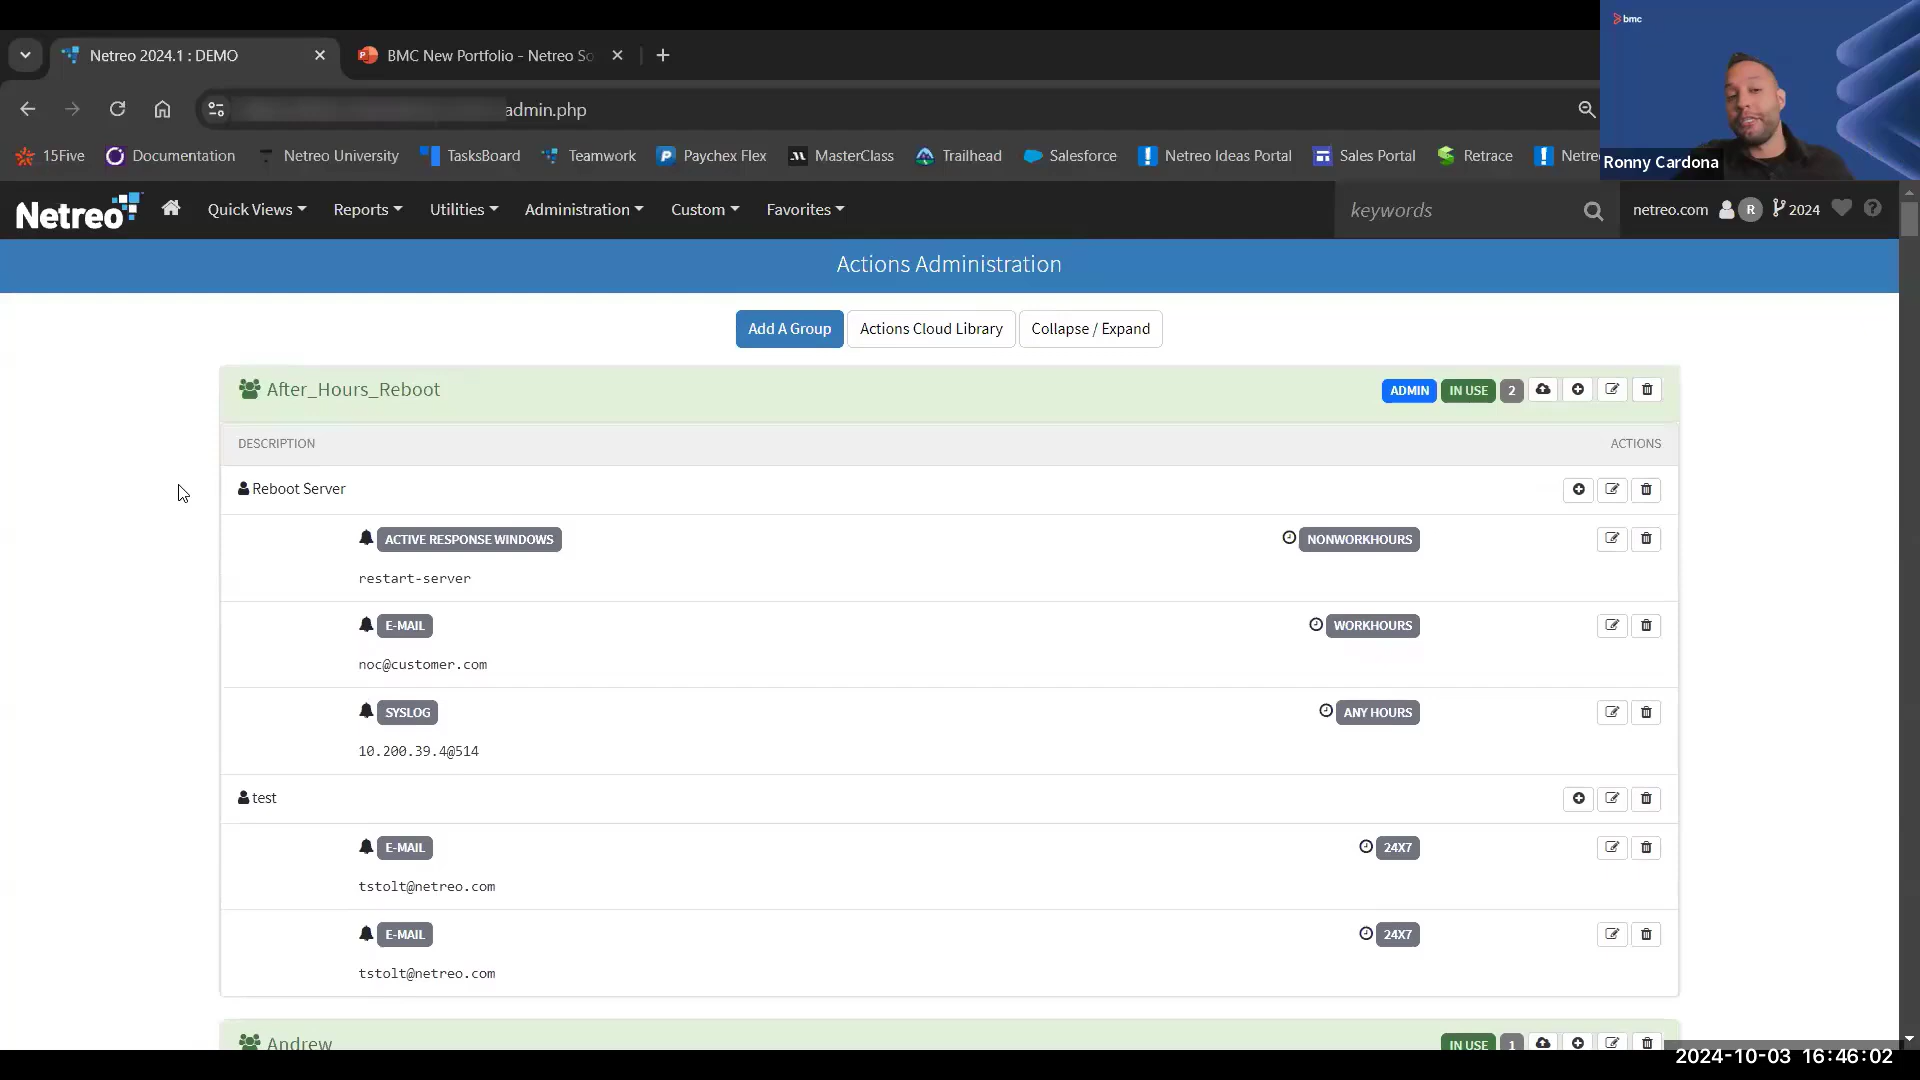 bmc
Netreo 2024.1 : DEMO
BMC New Portfolio - Netreo So
admin.php
15Five
Documentation
Netreo University
TasksBoard
Teamwork
Paychex Flex
MasterClass
Trailhead
Salesforce
Netreo Ideas Portal
Sales Portal
Retrace
Netre
Ronny Cardona
Netreo
Quick Views
Reports
Utilities
Administration
Custom
Favorites
keywords
netreo.com
R
2024
Actions Administration
Add A Group
Actions Cloud Library
Collapse / Expand
After_Hours_Reboot
ADMIN
IN USE
2
DESCRIPTION
ACTIONS
Reboot Server
ACTIVE RESPONSE WINDOWS
NONWORKHOURS
restart-server
E-MAIL
WORKHOURS
noc@customer.com
SYSLOG
ANY HOURS
10.200.39.4@514
test
E-MAIL
24X7
tstolt@netreo.com
E-MAIL
24X7
tstolt@netreo.com
Andrew
IN USE
1
2024-10-03 16:46:02